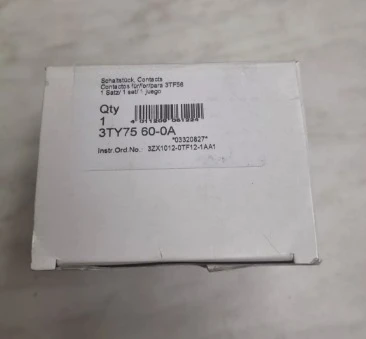 Schaltstück, Contacts
Contactos für/for/para 3TF56
1 Satz/ 1 set/ 1 juego
Qty
1
3TY75 60-0A
*03320827*
Instr.Ord.No.: 3ZX1012-0TF12-1AA1